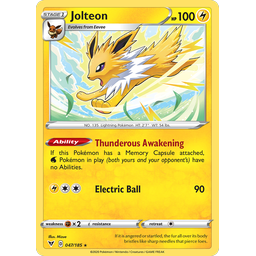 STAGE 1
Jolteon
HP 100
Evolves from Eevee
NO. 135 Lightning Pokémon HT: 2'7" WT: 54 lbs.
Ability Thunderous Awakening
If this Pokémon has a Memory Capsule attached,
Pokémon in play (both yours and your opponent's) have
no Abilities.
Electric Ball 90
weakness ×2 resistance retreat
If it is angered or startled, the fur all over its body
bristles like sharp needles that pierce foes.
047/185 ★
©2020 Pokémon / Nintendo / Creatures / GAME FREAK